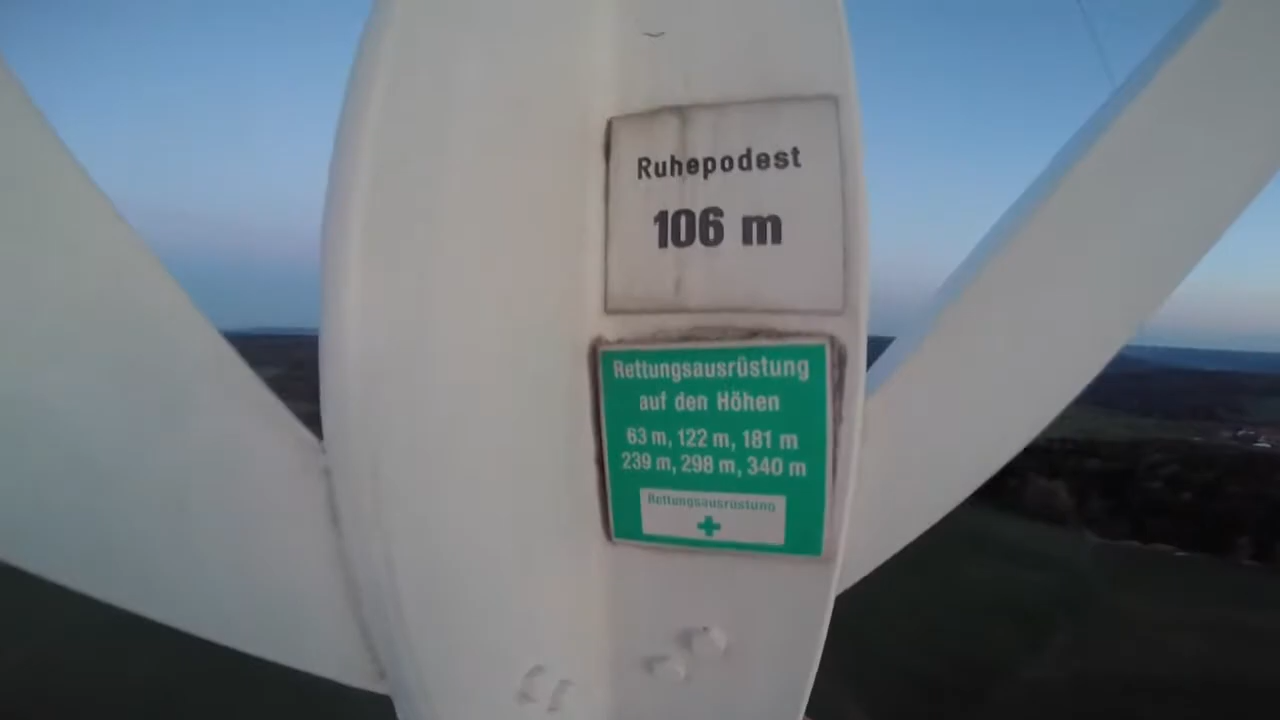 Ruhepodest
106 m
Rettungsausrüstung
auf den Höhen
63 m, 122 m, 181 m
239 m, 298 m, 340 m
Rettungsausrüstung